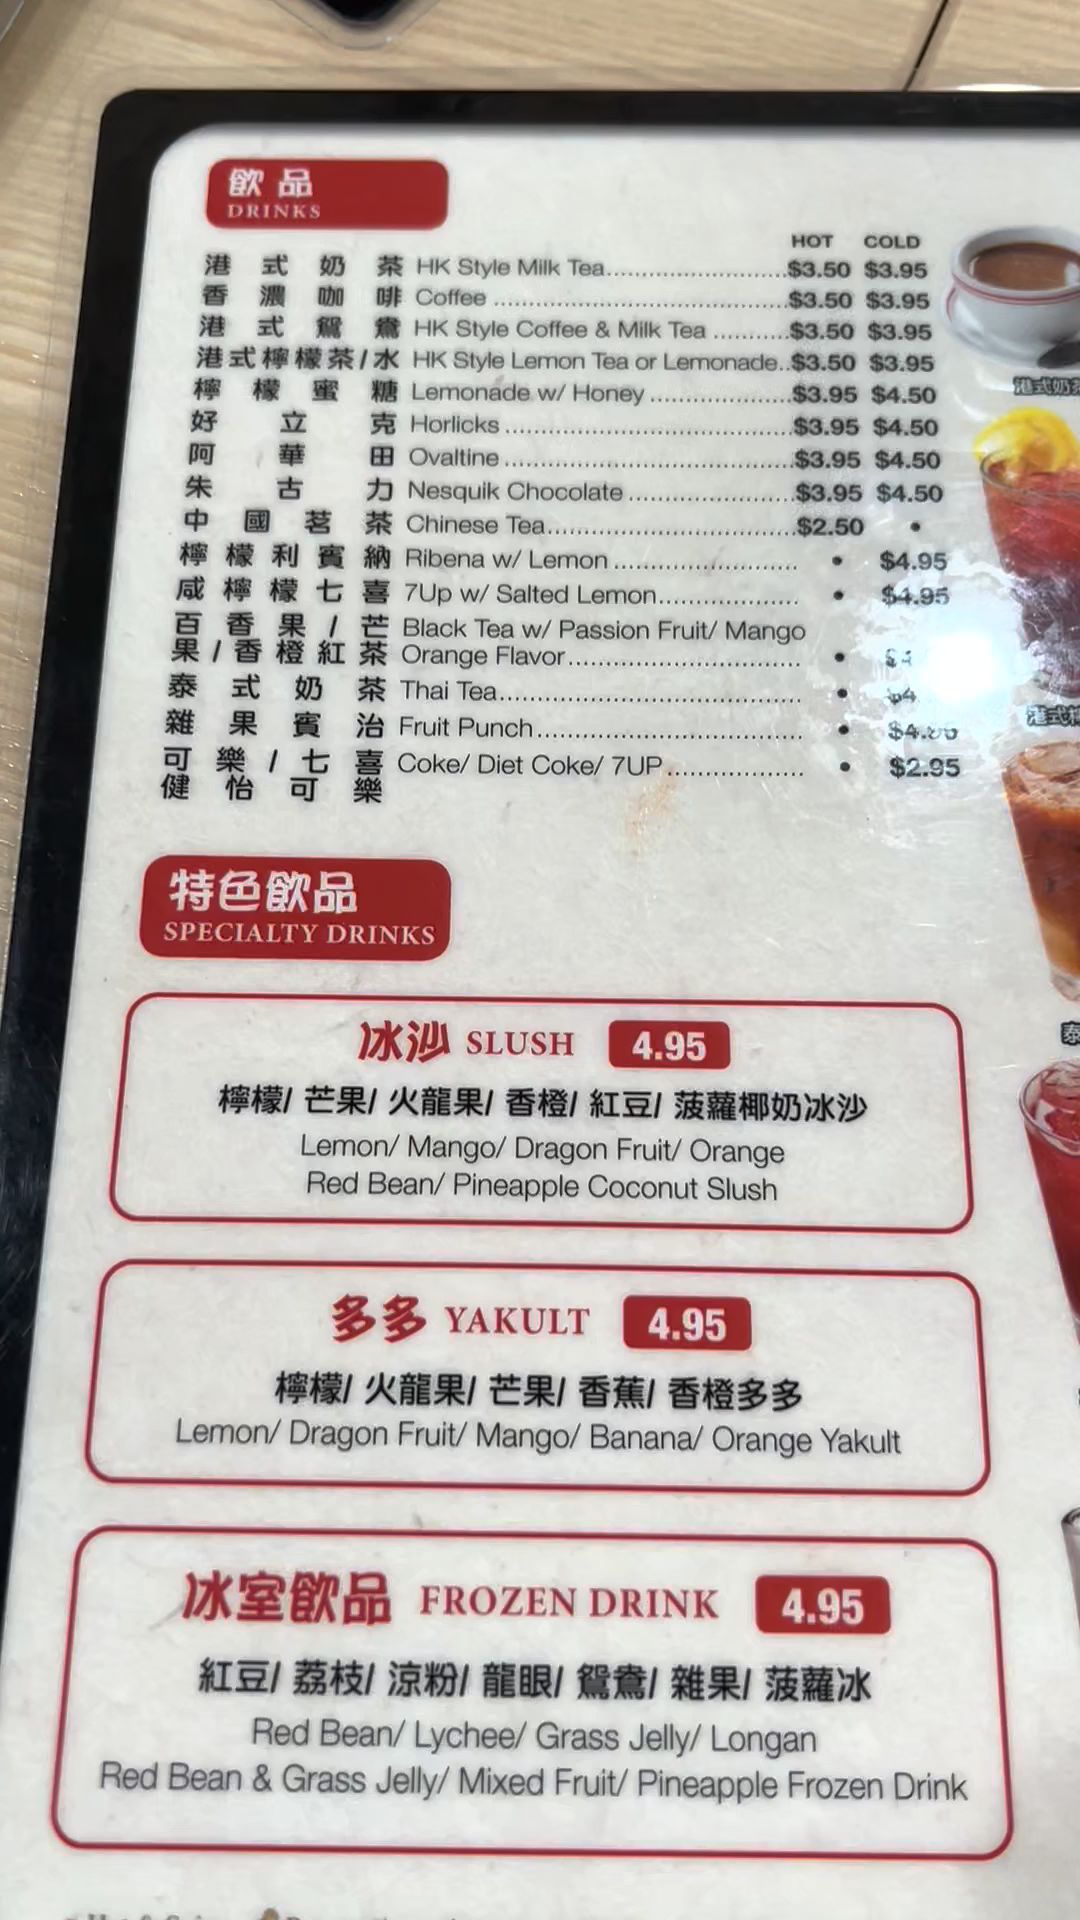 飲品
DRINKS
HOT COLD
港式奶茶 HK Style Milk Tea $3.50 $3.95
香濃咖啡 Coffee $3.50 $3.95
港式鴛鴦 HK Style Coffee & Milk Tea $3.50 $3.95
港式檸檬茶/水 HK Style Lemon Tea or Lemonade $3.50 $3.95
檸檬蜜糖 Lemonade w/ Honey $3.95 $4.50
好立克 Horlicks $3.95 $4.50
阿華田 Ovaltine $3.95 $4.50
朱古力 Nesquik Chocolate $3.95 $4.50
中國茗茶 Chinese Tea $2.50 •
檸檬利賓納 Ribena w/ Lemon • $4.95
咸檸檬七喜 7Up w/ Salted Lemon • $4.95
百香果/芒 Black Tea w/ Passion Fruit/ Mango
果/香橙紅茶 Orange Flavor •
泰式奶茶 Thai Tea •
雜果賓治 Fruit Punch •
可樂/七喜 Coke/ Diet Coke/ 7UP • $2.95
健怡可樂
港式奶茶
特色飲品
SPECIALTY DRINKS
冰沙 SLUSH 4.95
檸檬/ 芒果/ 火龍果/ 香橙/ 紅豆/ 菠蘿椰奶冰沙
Lemon/ Mango/ Dragon Fruit/ Orange
Red Bean/ Pineapple Coconut Slush
多多 YAKULT 4.95
檸檬/ 火龍果/ 芒果/ 香蕉/ 香橙多多
Lemon/ Dragon Fruit/ Mango/ Banana/ Orange Yakult
冰室飲品 FROZEN DRINK 4.95
紅豆/ 荔枝/ 涼粉/ 龍眼/ 鴛鴦/ 雜果/ 菠蘿冰
Red Bean/ Lychee/ Grass Jelly/ Longan
Red Bean & Grass Jelly/ Mixed Fruit/ Pineapple Frozen Drink